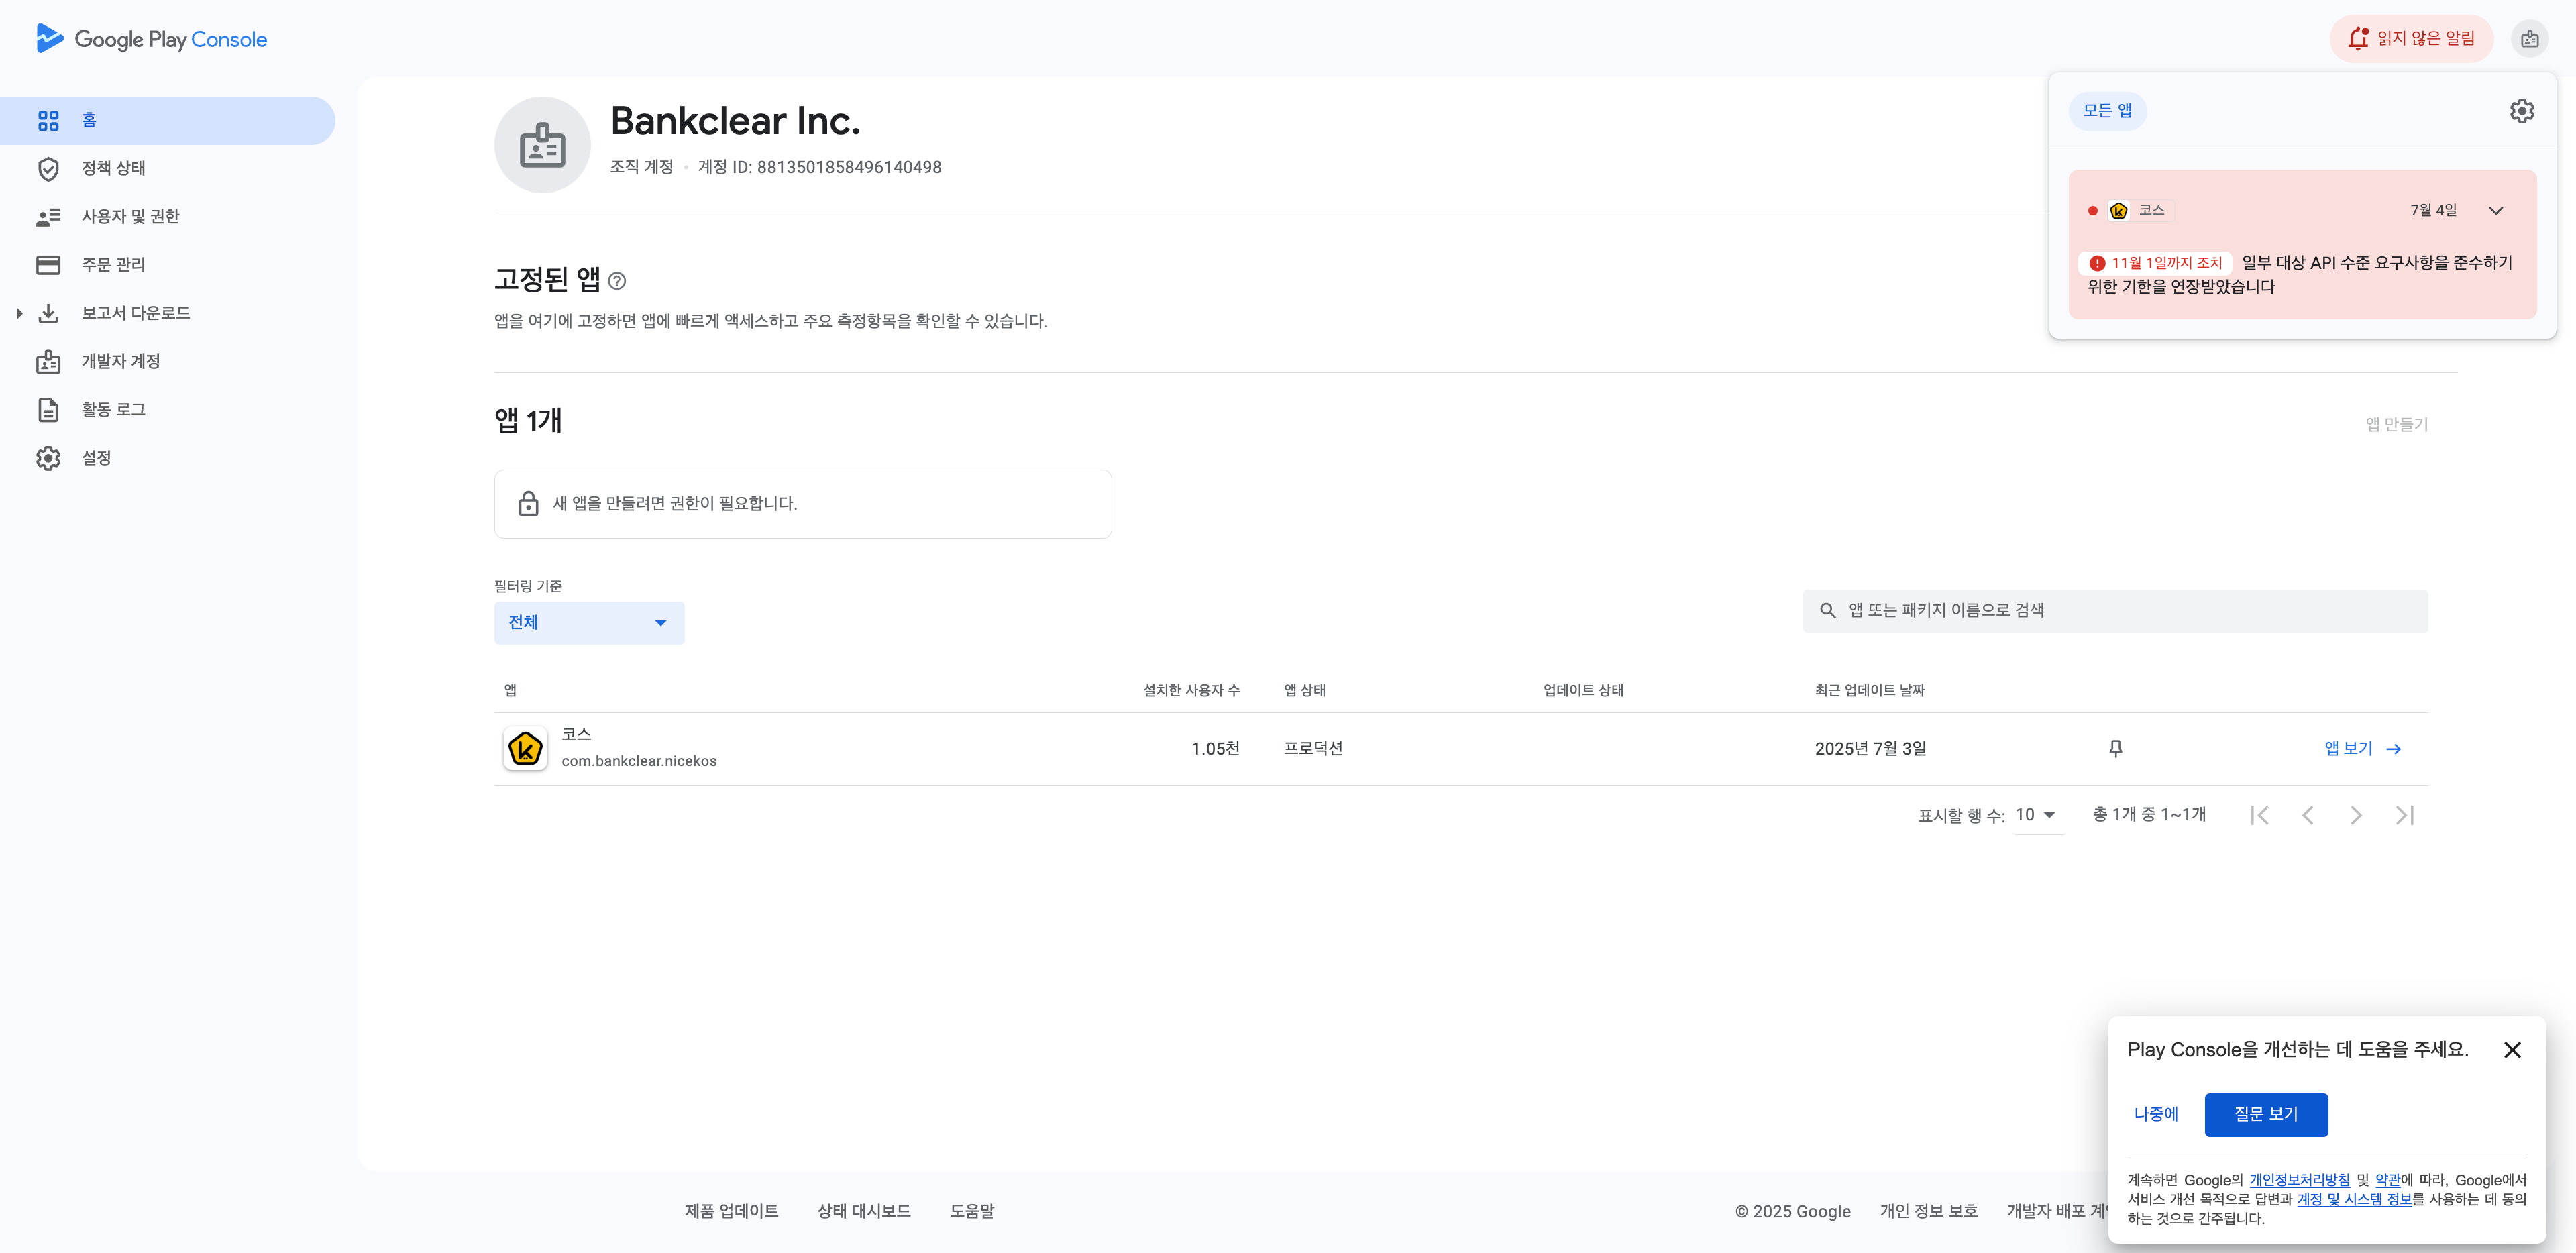 Google Play Console
읽지 않은 알림
홈
정책 상태
사용자 및 권한
주문 관리
보고서 다운로드
개발자 계정
활동 로그
설정
Bankclear Inc.
조직 계정 • 계정 ID: 8813501858496140498
모든 앱
코스
7월 4일
11월 1일까지 조치 일부 대상 API 수준 요구사항을 준수하기
위한 기한을 연장받았습니다
고정된 앱
앱을 여기에 고정하면 앱에 빠르게 액세스하고 주요 측정항목을 확인할 수 있습니다.
앱 1개
앱 만들기
새 앱을 만들려면 권한이 필요합니다.
필터링 기준
전체
앱 또는 패키지 이름으로 검색
앱 설치한 사용자 수 앱 상태 업데이트 상태 최근 업데이트 날짜
코스
com.bankclear.nicekos
1.05천 프로덕션 2025년 7월 3일 앱 보기
표시할 행 수: 10 총 1개 중 1~1개
Play Console을 개선하는 데 도움을 주세요.
나중에 질문 보기
계속하면 Google의 개인정보처리방침 및 약관에 따라, Google에서
서비스 개선 목적으로 답변과 계정 및 시스템 정보를 사용하는 데 동의
하는 것으로 간주됩니다.
제품 업데이트 상태 대시보드 도움말 © 2025 Google 개인 정보 보호 개발자 배포